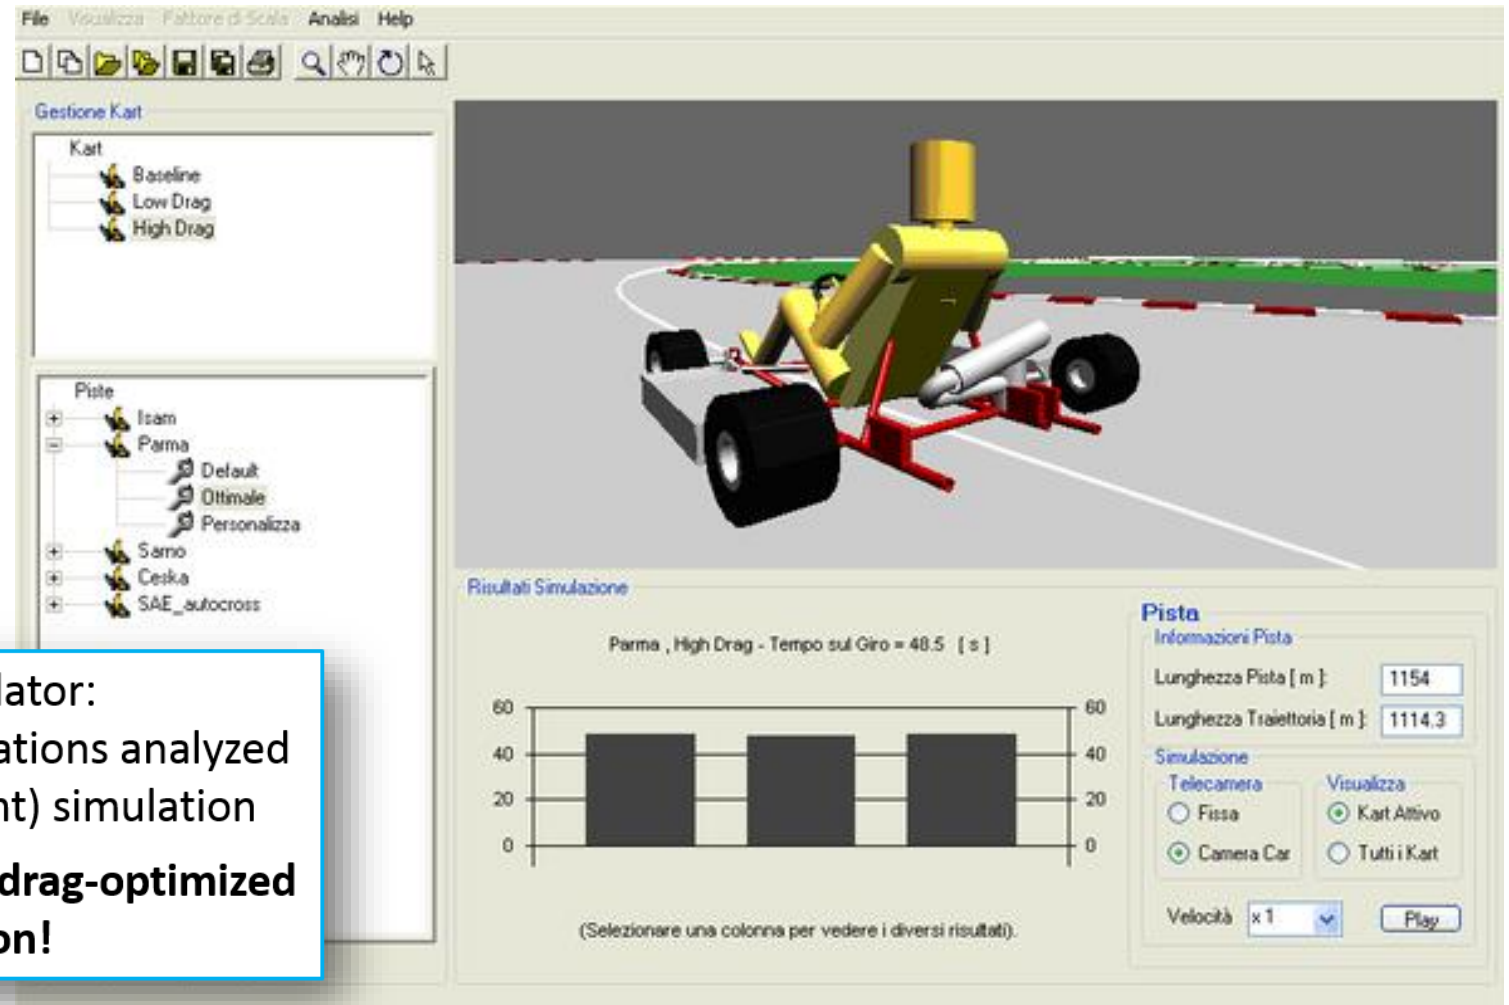 File Visualizza Fattore di Scala Analisi Help
Gestione Kart
Kart
Baseline
Low Drag
High Drag
Piste
Isam
Parma
Default
Ottimale
Personalizza
Sarno
Ceska
SAE_autocross
lator:
ations analyzed
nt) simulation
drag-optimized
on!
Risultati Simulazione
Parma , High Drag - Tempo sul Giro = 48.5 [ s ]
60 60
40 40
20 20
0 0
(Selezionare una colonna per vedere i diversi risultati).
Pista
Informazioni Pista
Lunghezza Pista [ m ]: 1154
Lunghezza Traiettoria [ m ]: 1114.3
Simulazione
Telecamera Visualizza
Fissa Kart Attivo
Camera Car Tutti i Kart
Velocità x 1 Play